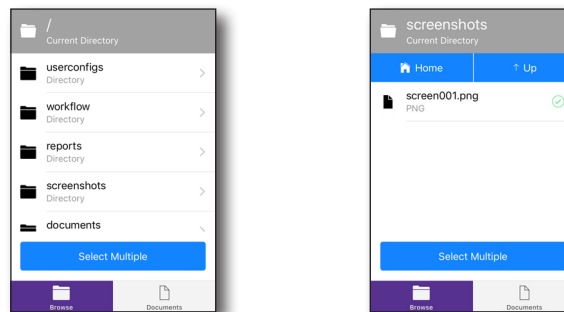 /
Current Directory
userconfigs
Directory
workflow
Directory
reports
Directory
screenshots
Directory
documents
Select Multiple
Browse
Documents
screenshots
Current Directory
Home
↑ Up
screen001.png
PNG
Select Multiple
Browse
Documents